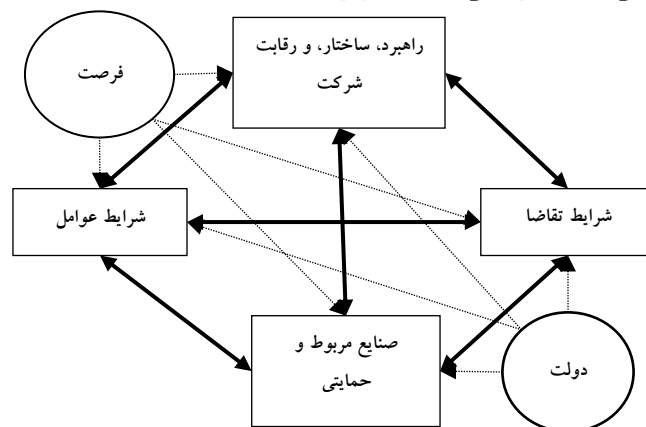 راهبرد، ساختار، و رقابت
شرکت
فرصت
شرایط تقاضا
شرایط عوامل
صنایع مربوط و
حمایتی
دولت